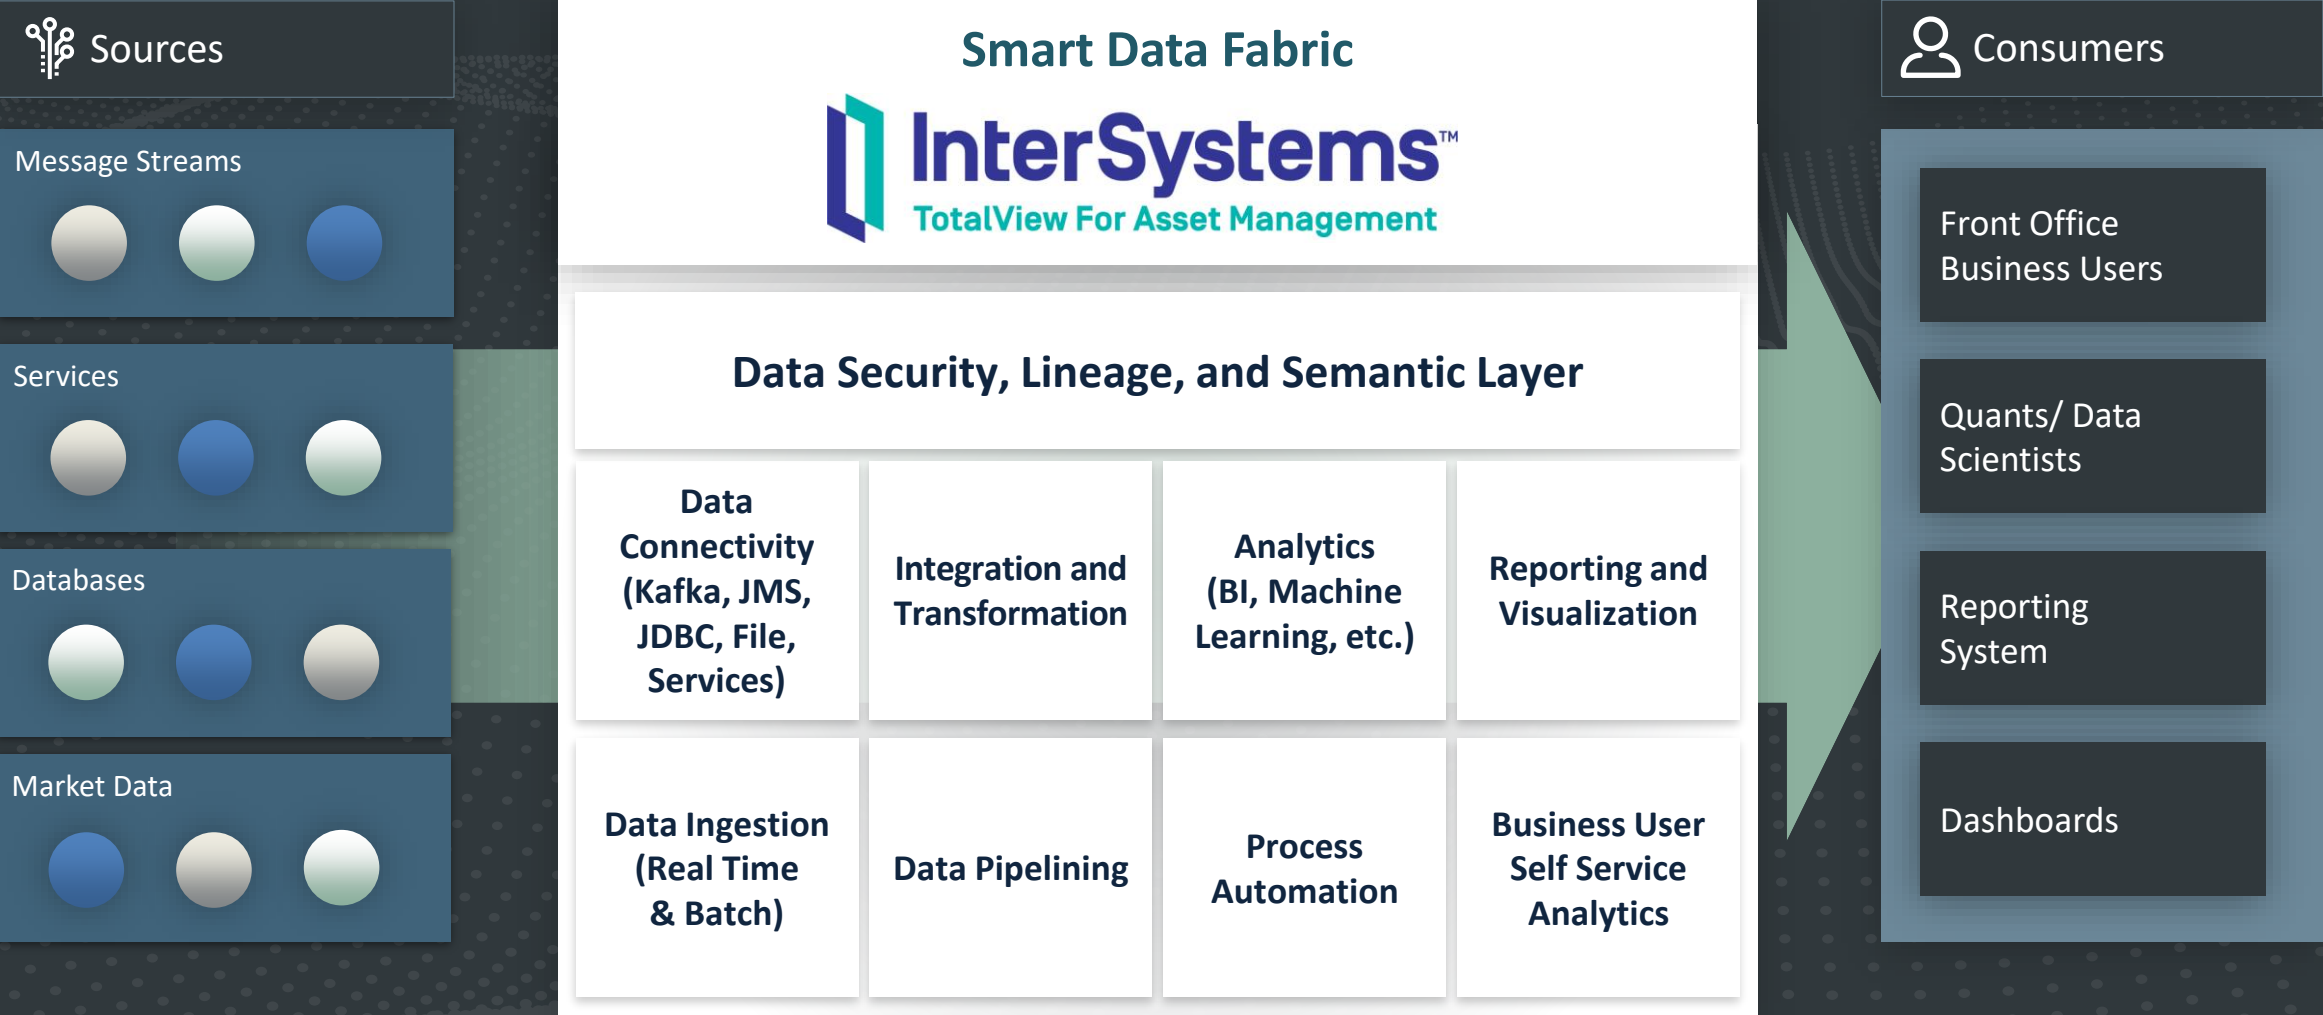 Sources
Message Streams
Services
Databases
Market Data
Smart Data Fabric
InterSystems™
TotalView For Asset Management
Data Security, Lineage, and Semantic Layer
Data
Connectivity
(Kafka, JMS,
JDBC, File,
Services)
Integration and
Transformation
Analytics
(BI, Machine
Learning, etc.)
Reporting and
Visualization
Data Ingestion
(Real Time
& Batch)
Data Pipelining
Process
Automation
Business User
Self Service
Analytics
Consumers
Front Office
Business Users
Quants/ Data
Scientists
Reporting
System
Dashboards